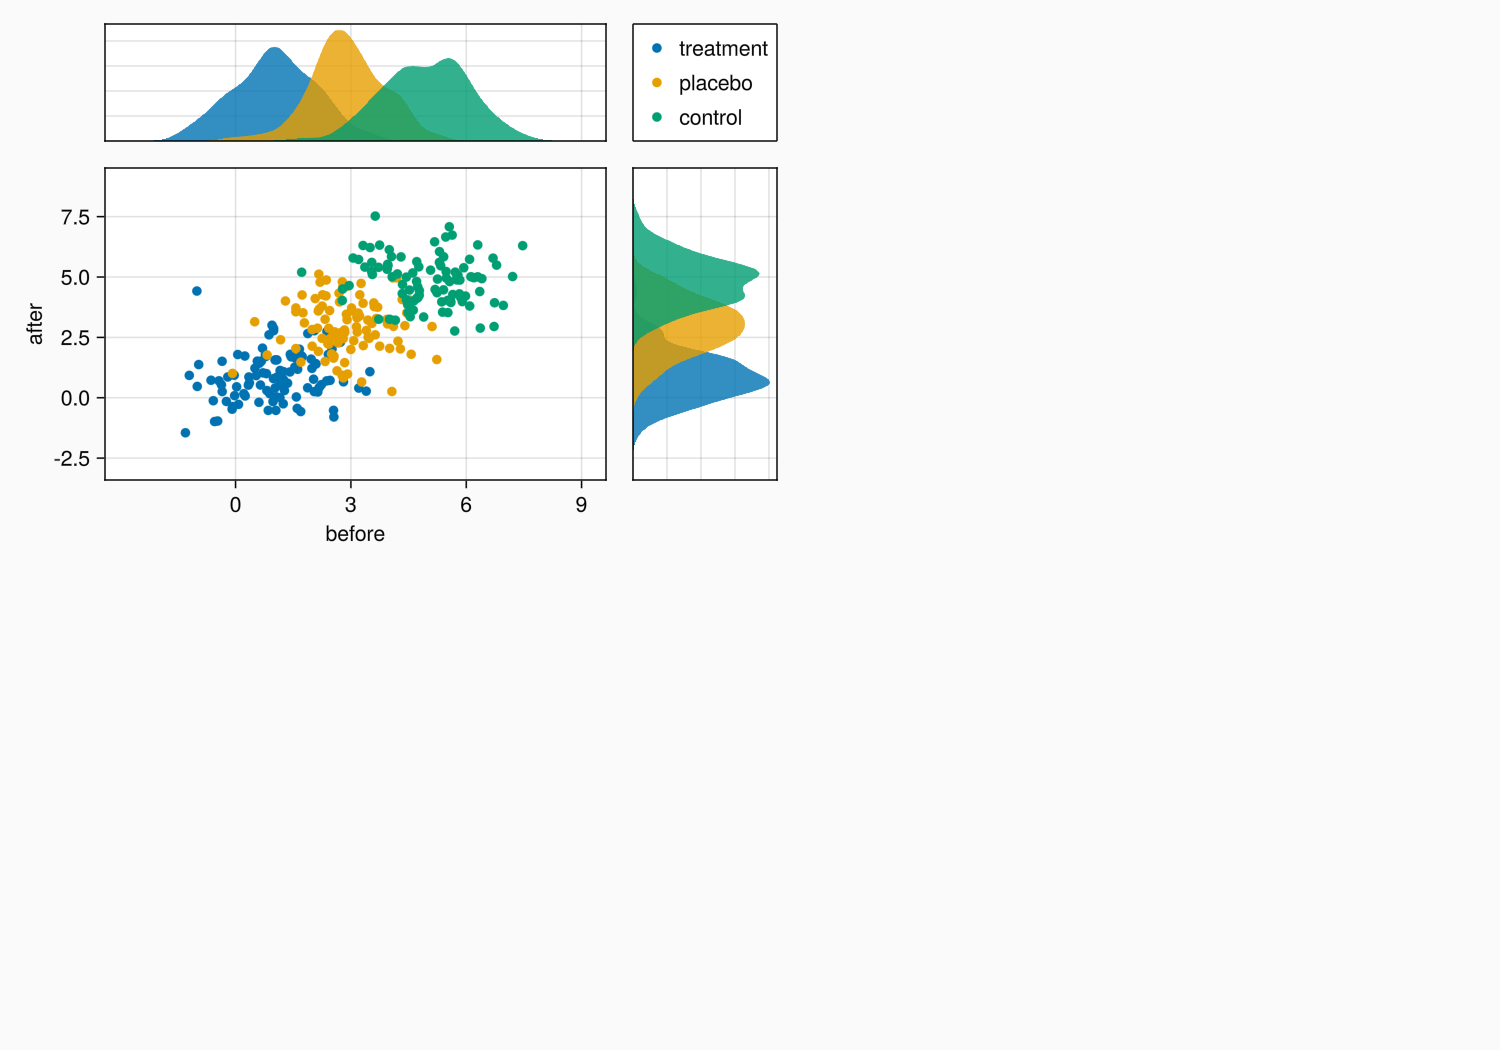 treatment
placebo
control
7.5
5.0
2.5
0.0
-2.5
after
0 3 6 9
before